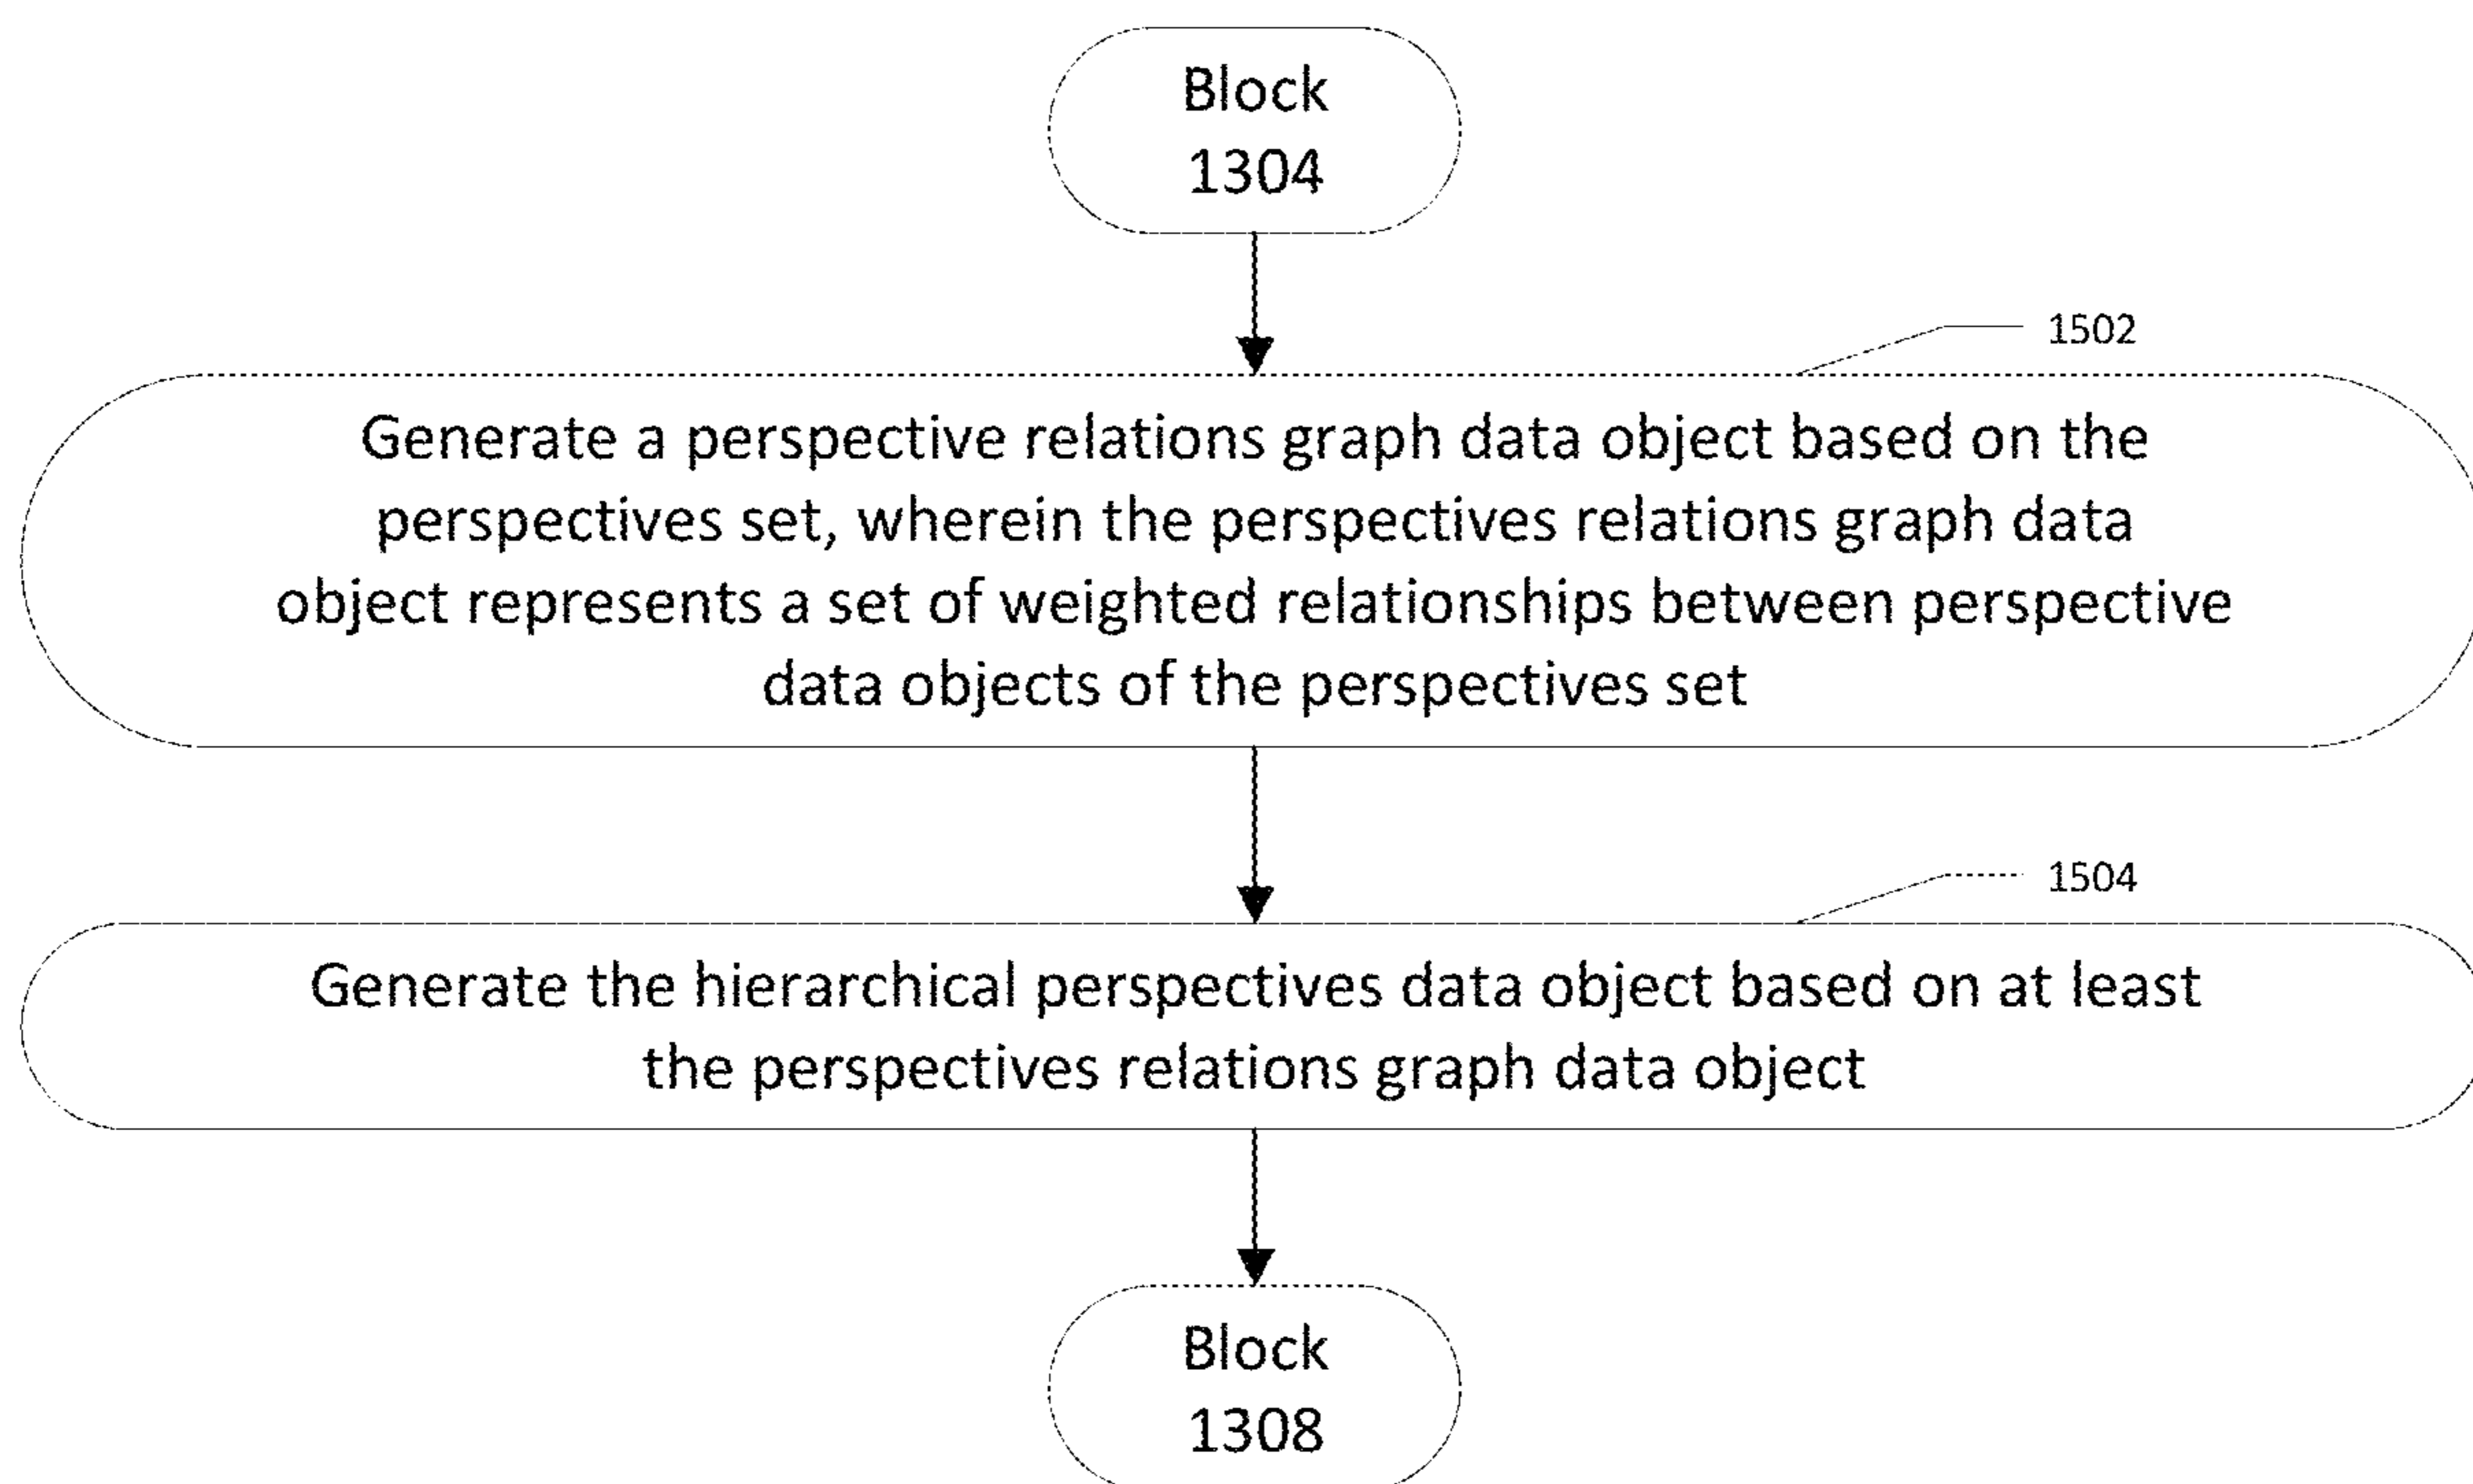 Block
1304
1502
Generate a perspective relations graph data object based on the
perspectives set, wherein the perspectives relations graph data
object represents a set of weighted relationships between perspective
data objects of the perspectives set
1504
Generate the hierarchical perspectives data object based on at least
the perspectives relations graph data object
Block
1308